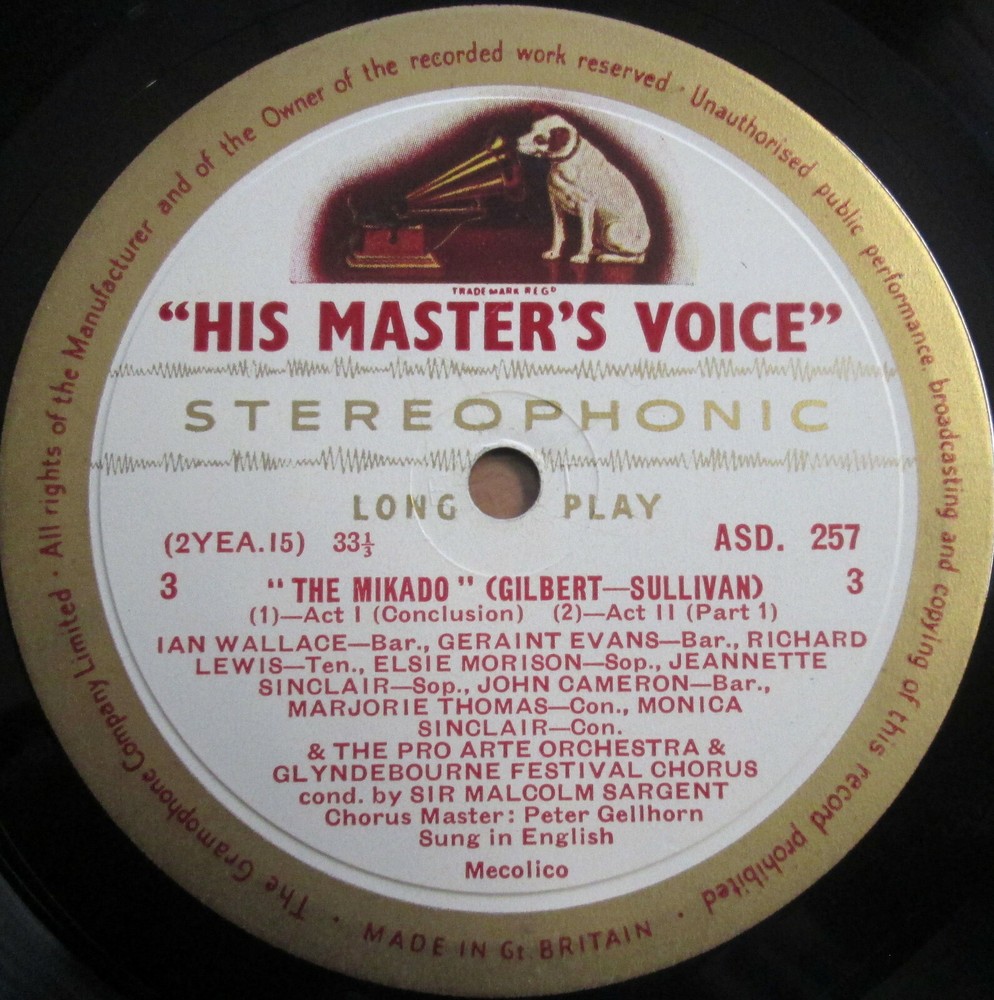 The Gramophone Company Limited · All rights of the Manufacturer and of the Owner of the recorded work reserved · Unauthorised public performance, broadcasting and copying of this record prohibited ·
TRADE MARK REGD
“HIS MASTER'S VOICE”
STEREOPHONIC
LONG PLAY
(2YEA.15) 33⅓ ASD. 257
3 “THE MIKADO” (GILBERT—SULLIVAN) 3
(1)—Act I (Conclusion) (2)—Act II (Part 1)
IAN WALLACE—Bar., GERAINT EVANS—Bar., RICHARD
LEWIS—Ten., ELSIE MORISON—Sop., JEANNETTE
SINCLAIR—Sop., JOHN CAMERON—Bar.,
MARJORIE THOMAS—Con., MONICA
SINCLAIR—Con.
& THE PRO ARTE ORCHESTRA &
GLYNDEBOURNE FESTIVAL CHORUS
cond. by SIR MALCOLM SARGENT
Chorus Master: Peter Gellhorn
Sung in English
Mecolico
MADE IN Gt. BRITAIN